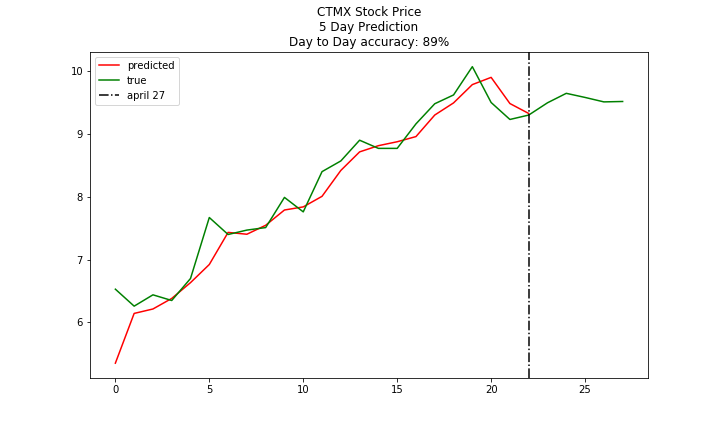 CTMX Stock Price
5 Day Prediction
Day to Day accuracy: 89%
predicted
true
april 27
10
9
8
7
6
0
5
10
15
20
25